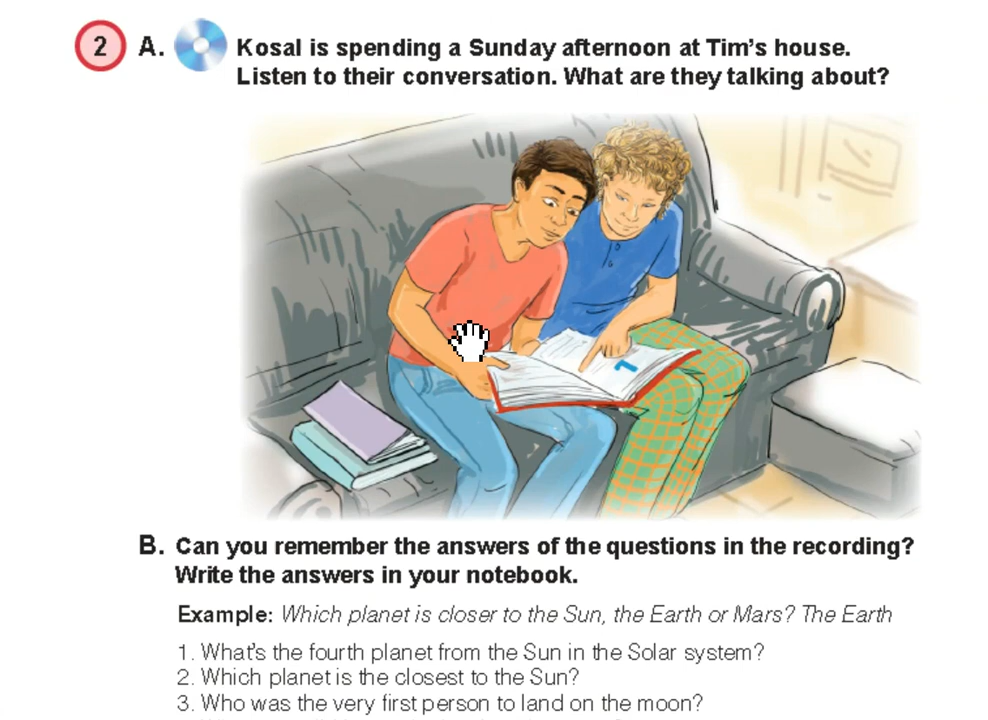 2 A. Kosal is spending a Sunday afternoon at Tim's house.
Listen to their conversation. What are they talking about?
B. Can you remember the answers of the questions in the recording?
Write the answers in your notebook.
Example: Which planet is closer to the Sun, the Earth or Mars? The Earth
1. What's the fourth planet from the Sun in the Solar system?
2. Which planet is the closest to the Sun?
3. Who was the very first person to land on the moon?